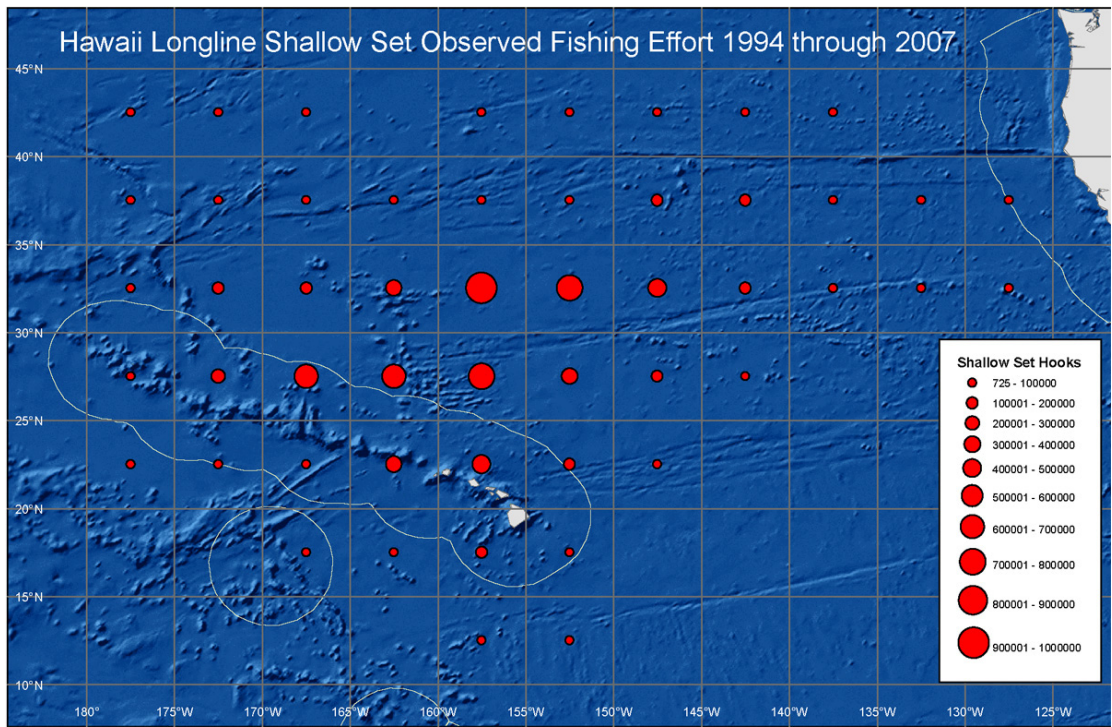 Hawaii Longline Shallow Set Observed Fishing Effort 1994 through 2007
45°N
40°N
35°N
30°N
25°N
20°N
15°N
10°N
180°
175°W
170°W
165°W
160°W
155°W
150°W
145°W
140°W
135°W
130°W
125°W
Shallow Set Hooks
725 - 100000
100001 - 200000
200001 - 300000
300001 - 400000
400001 - 500000
500001 - 600000
600001 - 700000
700001 - 800000
800001 - 900000
900001 - 1000000